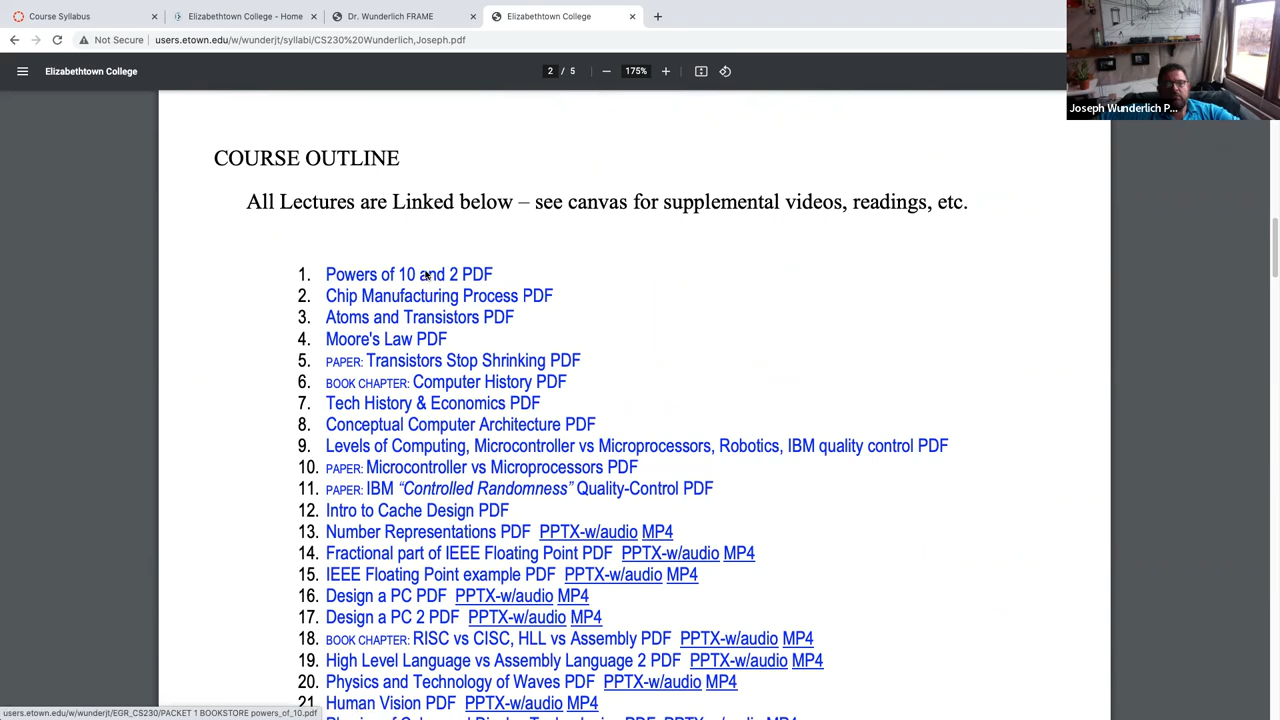 Course Syllabus
Elizabethtown College - Home
Dr. Wunderlich FRAME
Elizabethtown College
Not Secure
users.etown.edu/w/wunderjt/syllabi/CS230%20Wunderlich,Joseph.pdf
Elizabethtown College
2 / 5
175%
Joseph Wunderlich P...
COURSE OUTLINE
All Lectures are Linked below – see canvas for supplemental videos, readings, etc.
1. Powers of 10 and 2 PDF
2. Chip Manufacturing Process PDF
3. Atoms and Transistors PDF
4. Moore's Law PDF
5. PAPER: Transistors Stop Shrinking PDF
6. BOOK CHAPTER: Computer History PDF
7. Tech History & Economics PDF
8. Conceptual Computer Architecture PDF
9. Levels of Computing, Microcontroller vs Microprocessors, Robotics, IBM quality control PDF
10. PAPER: Microcontroller vs Microprocessors PDF
11. PAPER: IBM “Controlled Randomness” Quality-Control PDF
12. Intro to Cache Design PDF
13. Number Representations PDF PPTX-w/audio MP4
14. Fractional part of IEEE Floating Point PDF PPTX-w/audio MP4
15. IEEE Floating Point example PDF PPTX-w/audio MP4
16. Design a PC PDF PPTX-w/audio MP4
17. Design a PC 2 PDF PPTX-w/audio MP4
18. BOOK CHAPTER: RISC vs CISC, HLL vs Assembly PDF PPTX-w/audio MP4
19. High Level Language vs Assembly Language 2 PDF PPTX-w/audio MP4
20. Physics and Technology of Waves PDF PPTX-w/audio MP4
21 Human Vision PDF PPTX-w/audio MP4
users.etown.edu/w/wunderjt/EGR_CS230/PACKET 1 BOOKSTORE powers_of_10.pdf